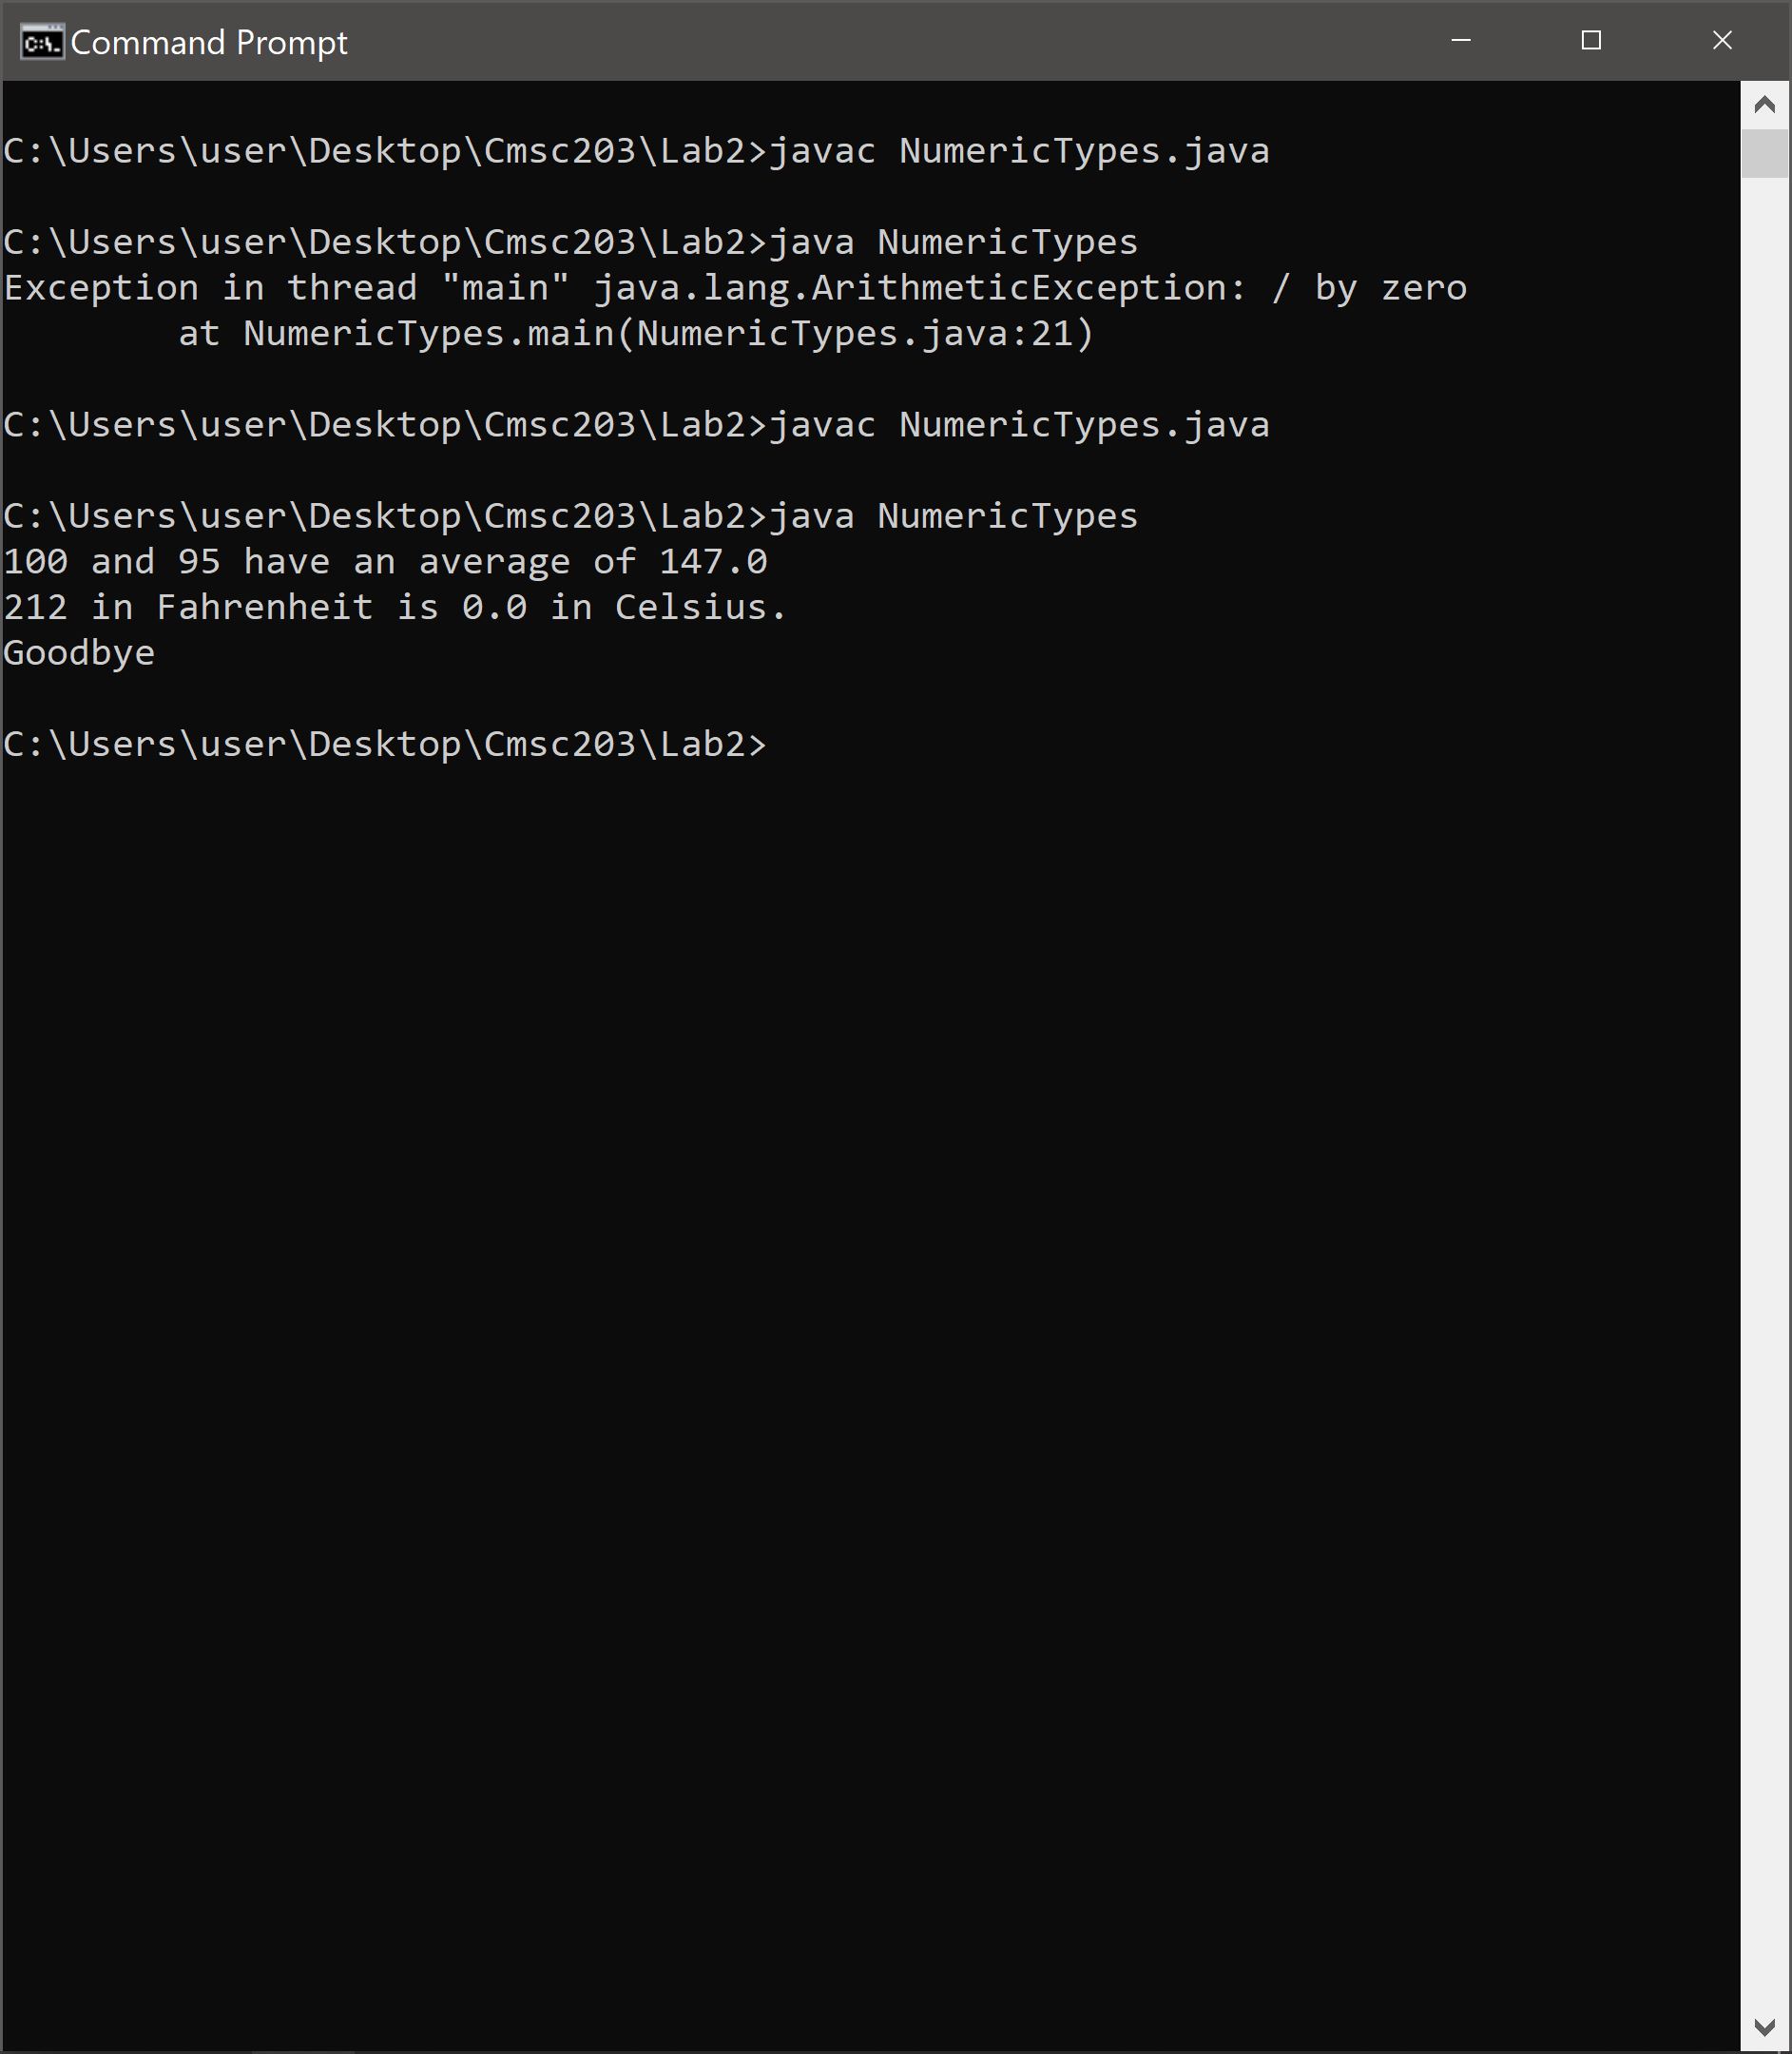 Command Prompt
C:\Users\user\Desktop\Cmsc203\Lab2>javac NumericTypes.java
C:\Users\user\Desktop\Cmsc203\Lab2>java NumericTypes
Exception in thread "main" java.lang.ArithmeticException: / by zero
        at NumericTypes.main(NumericTypes.java:21)
C:\Users\user\Desktop\Cmsc203\Lab2>javac NumericTypes.java
C:\Users\user\Desktop\Cmsc203\Lab2>java NumericTypes
100 and 95 have an average of 147.0
212 in Fahrenheit is 0.0 in Celsius.
Goodbye
C:\Users\user\Desktop\Cmsc203\Lab2>